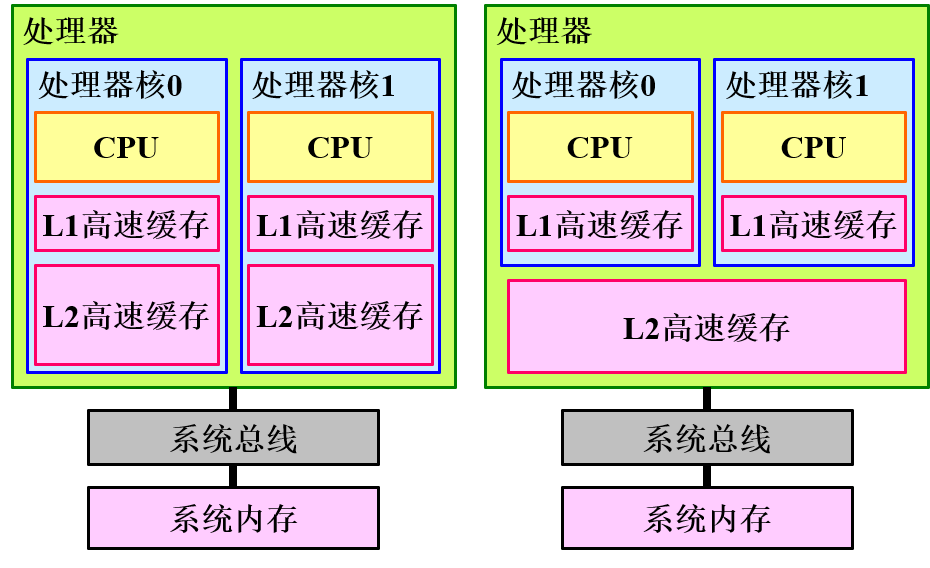 处理器
处理器核0
处理器核1
CPU
CPU
L1高速缓存
L1高速缓存
L2高速缓存
L2高速缓存
系统总线
系统内存
处理器
处理器核0
处理器核1
CPU
CPU
L1高速缓存
L1高速缓存
L2高速缓存
系统总线
系统内存